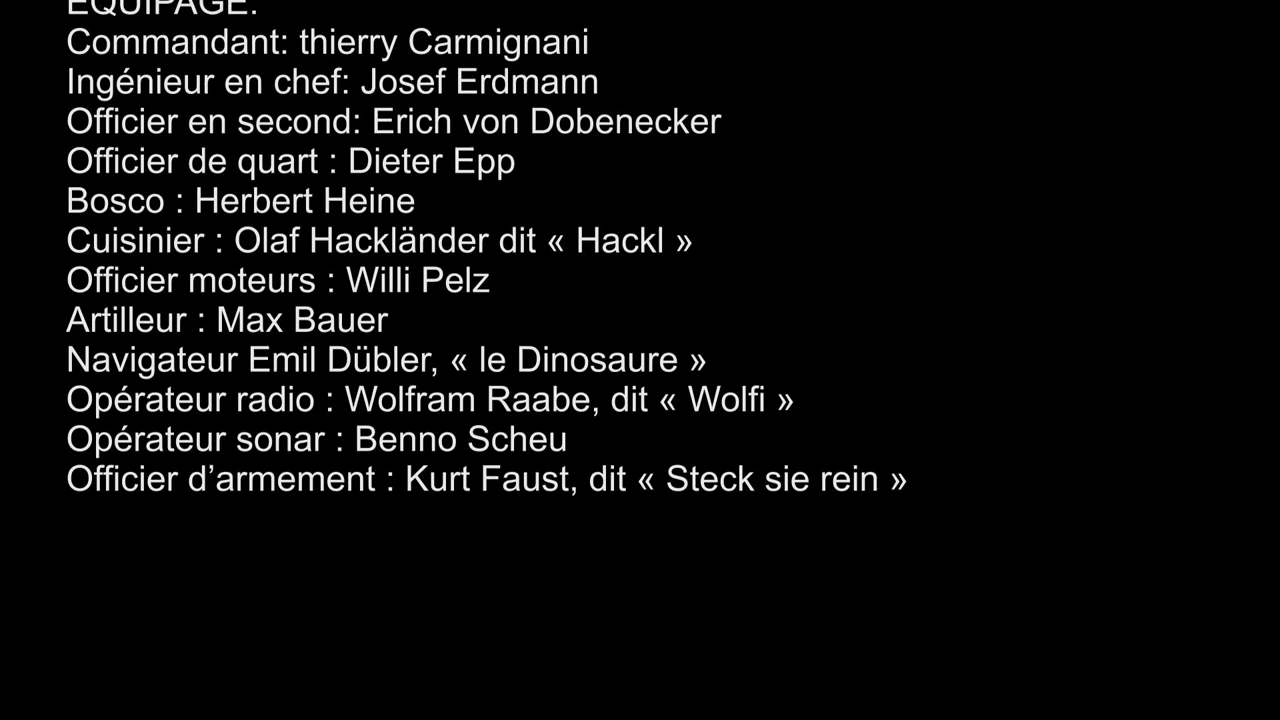 EQUIPAGE:
Commandant: thierry Carmignani
Ingénieur en chef: Josef Erdmann
Officier en second: Erich von Dobenecker
Officier de quart : Dieter Epp
Bosco : Herbert Heine
Cuisinier : Olaf Hackländer dit « Hackl »
Officier moteurs : Willi Pelz
Artilleur : Max Bauer
Navigateur Emil Dübler, « le Dinosaure »
Opérateur radio : Wolfram Raabe, dit « Wolfi »
Opérateur sonar : Benno Scheu
Officier d’armement : Kurt Faust, dit « Steck sie rein »